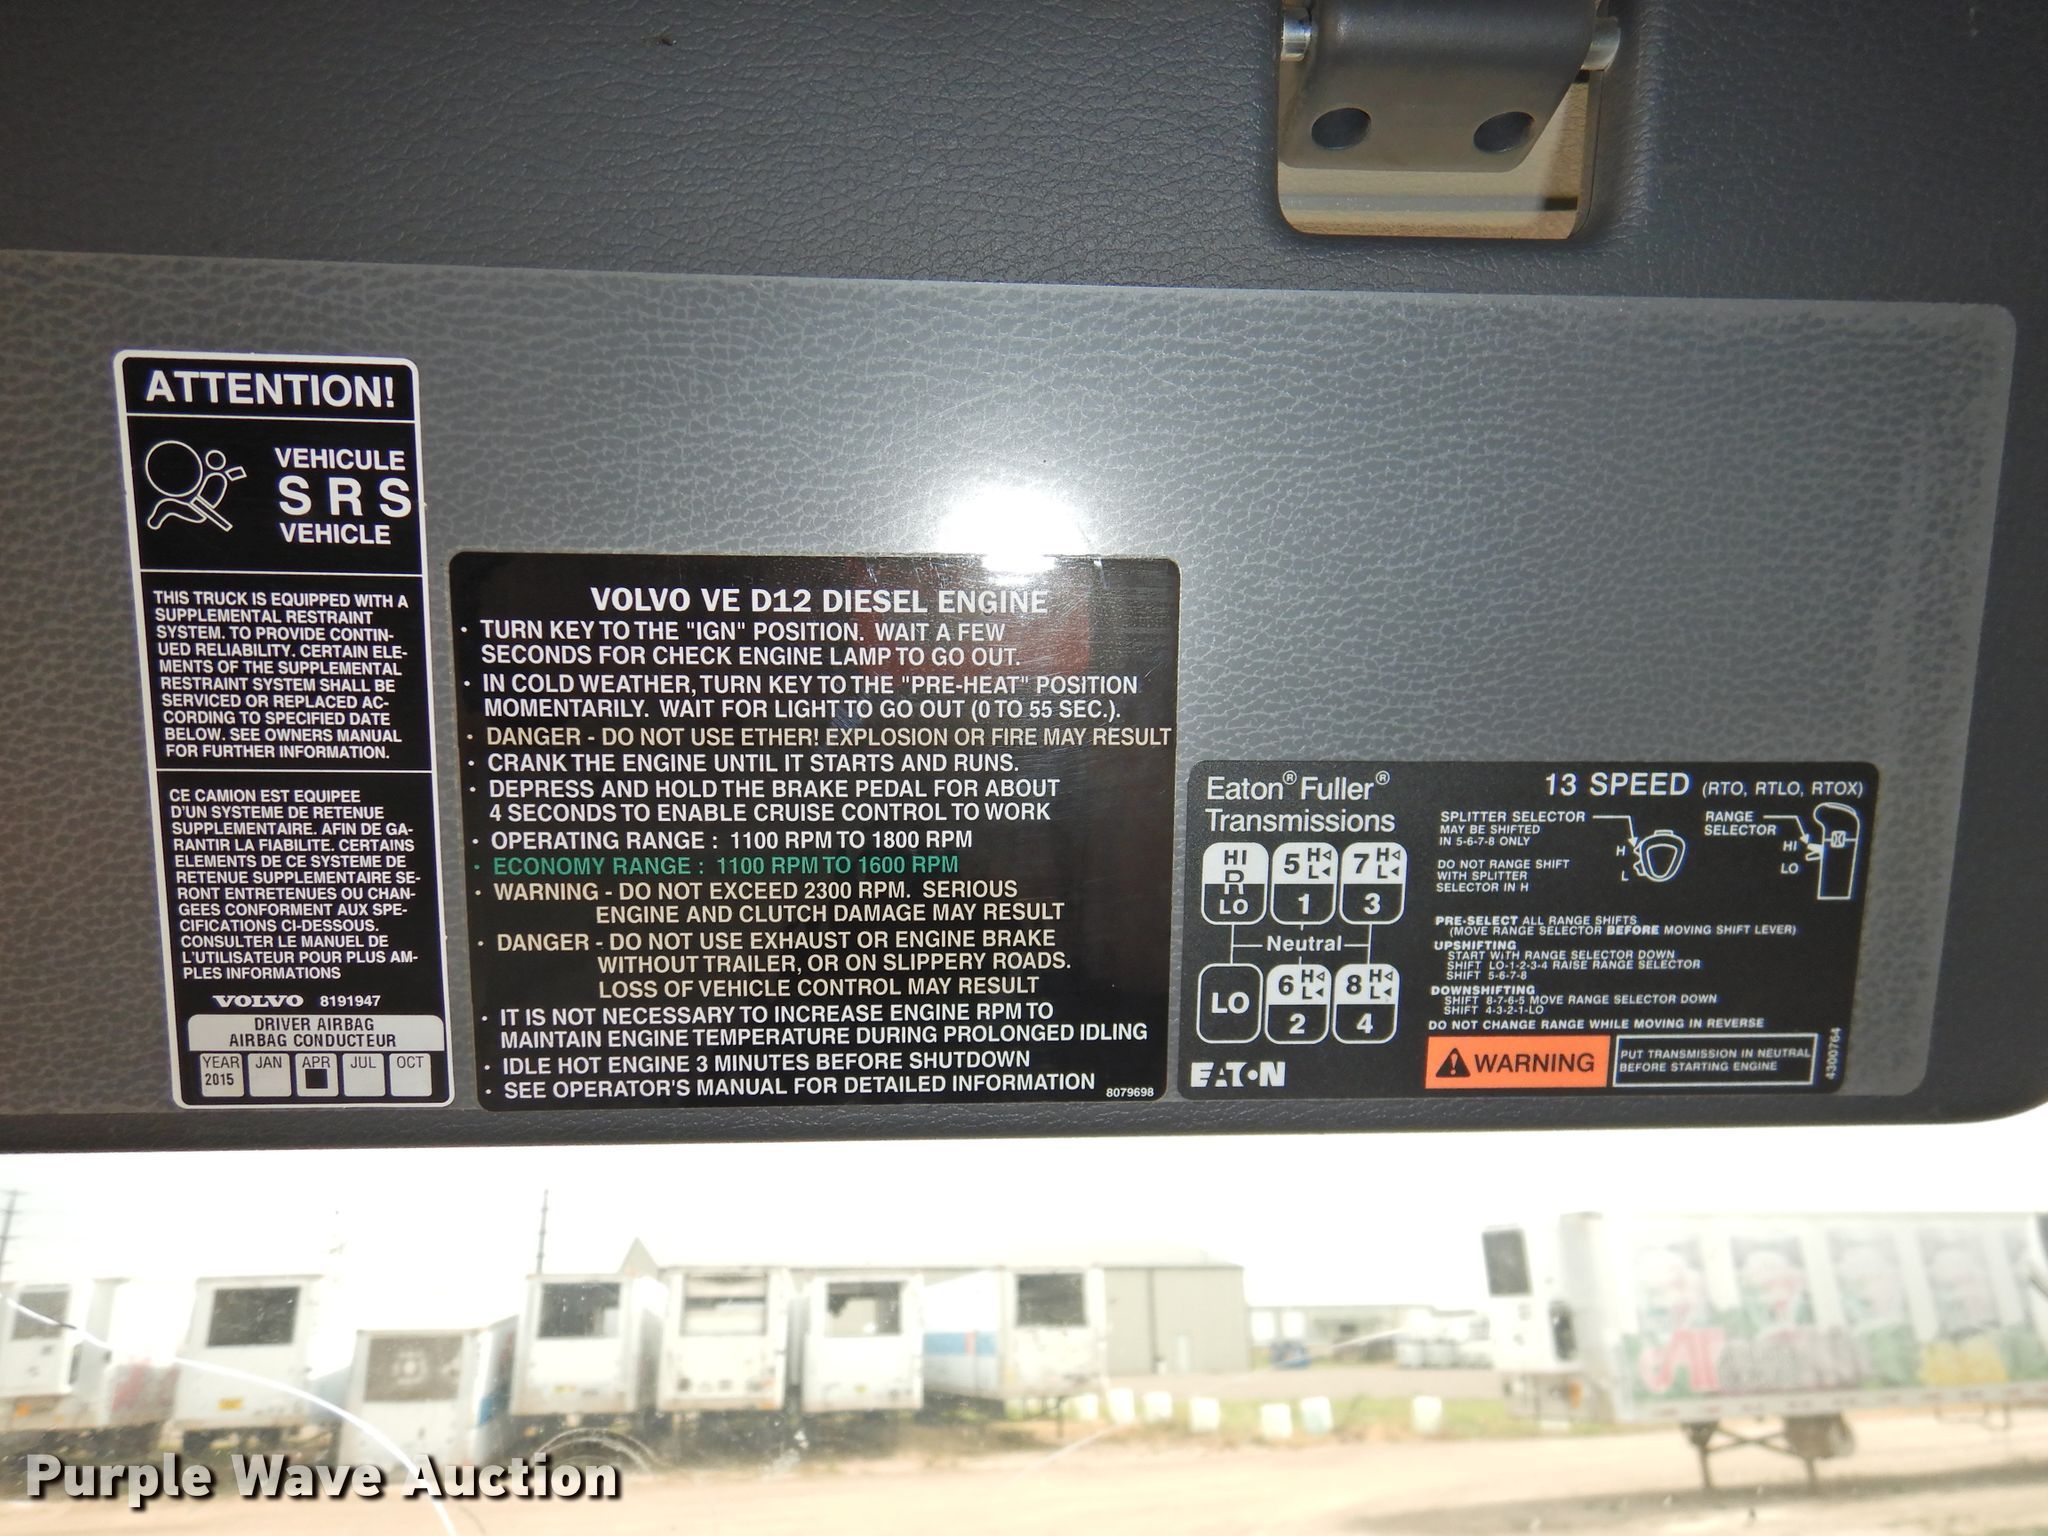 ATTENTION!
VEHICULE
SRS
VEHICLE
THIS TRUCK IS EQUIPPED WITH A
SUPPLEMENTAL RESTRAINT
SYSTEM. TO PROVIDE CONTIN-
UED RELIABILITY. CERTAIN ELE-
MENTS OF THE SUPPLEMENTAL
RESTRAINT SYSTEM SHALL BE
SERVICED OR REPLACED AC-
CORDING TO SPECIFIED DATE
BELOW. SEE OWNERS MANUAL
FOR FURTHER INFORMATION.
CE CAMION EST EQUIPEE
D'UN SYSTEME DE RETENUE
SUPPLEMENTAIRE. AFIN DE GA-
RANTIR LA FIABILITE. CERTAINS
ELEMENTS DE CE SYSTEME DE
RETENUE SUPPLEMENTAIRE SE-
RONT ENTRETENUES OU CHAN-
GEES CONFORMENT AUX SPE-
CIFICATIONS CI-DESSOUS.
CONSULTER LE MANUEL DE
L'UTILISATEUR POUR PLUS AM-
PLES INFORMATIONS
VOLVO 8191947
DRIVER AIRBAG
AIRBAG CONDUCTEUR
YEAR JAN APR JUL OCT
2015
VOLVO VE D12 DIESEL ENGINE
• TURN KEY TO THE "IGN" POSITION. WAIT A FEW
SECONDS FOR CHECK ENGINE LAMP TO GO OUT.
• IN COLD WEATHER, TURN KEY TO THE "PRE-HEAT" POSITION
MOMENTARILY. WAIT FOR LIGHT TO GO OUT (0 TO 55 SEC.).
• DANGER - DO NOT USE ETHER! EXPLOSION OR FIRE MAY RESULT
• CRANK THE ENGINE UNTIL IT STARTS AND RUNS.
• DEPRESS AND HOLD THE BRAKE PEDAL FOR ABOUT
4 SECONDS TO ENABLE CRUISE CONTROL TO WORK
• OPERATING RANGE : 1100 RPM TO 1800 RPM
• ECONOMY RANGE : 1100 RPM TO 1600 RPM
• WARNING - DO NOT EXCEED 2300 RPM. SERIOUS
ENGINE AND CLUTCH DAMAGE MAY RESULT
• DANGER - DO NOT USE EXHAUST OR ENGINE BRAKE
WITHOUT TRAILER, OR ON SLIPPERY ROADS.
LOSS OF VEHICLE CONTROL MAY RESULT
• IT IS NOT NECESSARY TO INCREASE ENGINE RPM TO
MAINTAIN ENGINE TEMPERATURE DURING PROLONGED IDLING
• IDLE HOT ENGINE 3 MINUTES BEFORE SHUTDOWN
• SEE OPERATOR'S MANUAL FOR DETAILED INFORMATION
8079698
Eaton® Fuller®
Transmissions
13 SPEED (RTO, RTLO, RTOX)
HI R LO
5 H L 1
7 H L 3
Neutral
LO
6 H L 2
8 H L 4
EATON
SPLITTER SELECTOR
MAY BE SHIFTED
IN 5-6-7-8 ONLY
DO NOT RANGE SHIFT
WITH SPLITTER
SELECTOR IN H
H
L
RANGE
SELECTOR
HI
LO
PRE-SELECT ALL RANGE SHIFTS
(MOVE RANGE SELECTOR BEFORE MOVING SHIFT LEVER)
UPSHIFTING
START WITH RANGE SELECTOR DOWN
SHIFT LO-1-2-3-4 RAISE RANGE SELECTOR
SHIFT 5-6-7-8
DOWNSHIFTING
SHIFT 8-7-6-5 MOVE RANGE SELECTOR DOWN
SHIFT 4-3-2-1-LO
DO NOT CHANGE RANGE WHILE MOVING IN REVERSE
WARNING
PUT TRANSMISSION IN NEUTRAL
BEFORE STARTING ENGINE
4300764
Purple Wave Auction